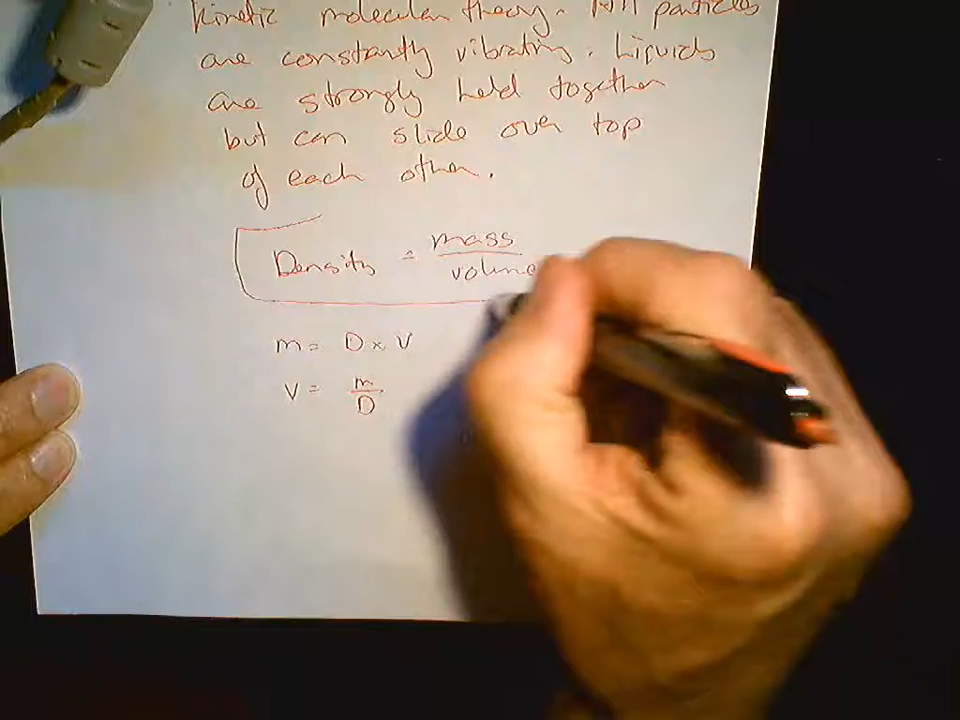 kinetic molecular theory. All particles
are constantly vibrating. Liquids
are strongly held together
but can slide over top
of each other.
Density = mass
volume
m = D x V
V = m
D